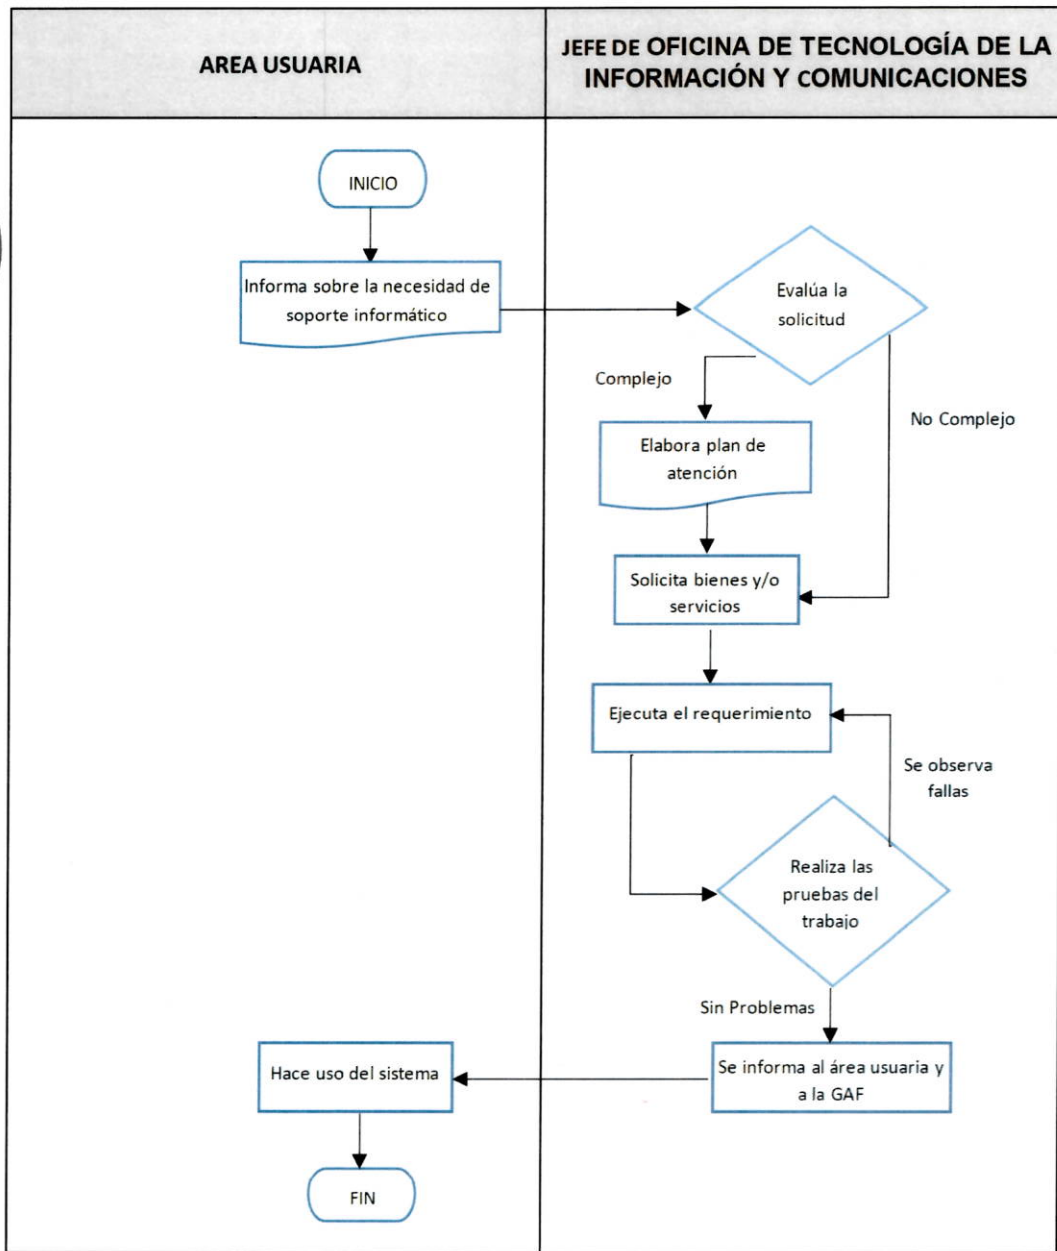 AREA USUARIA
JEFE DE OFICINA DE TECNOLOGÍA DE LA
INFORMACIÓN Y COMUNICACIONES
INICIO
Informa sobre la necesidad de
soporte informático
Evalúa la
solicitud
Complejo
No Complejo
Elabora plan de
atención
Solicita bienes y/o
servicios
Ejecuta el requerimiento
Se observa
fallas
Realiza las
pruebas del
trabajo
Sin Problemas
Se informa al área usuaria y
a la GAF
Hace uso del sistema
FIN